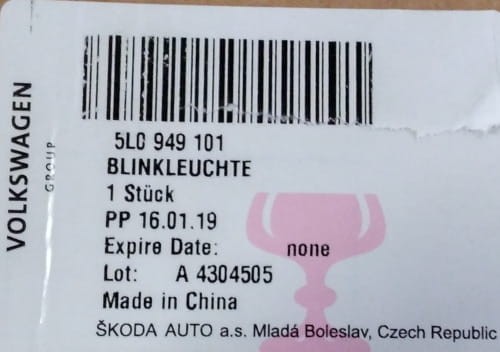 VOLKSWAGEN
GROUP
5L0 949 101
BLINKLEUCHTE
1 Stück
PP 16.01.19
Expire Date: none
Lot: A 4304505
Made in China
ŠKODA AUTO a.s. Mladá Boleslav, Czech Republic